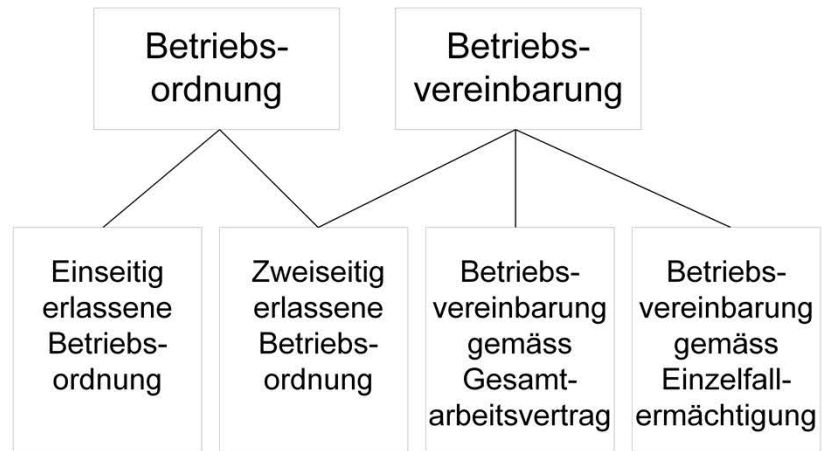 Betriebs-
ordnung
Betriebs-
vereinbarung
Einseitig
erlassene
Betriebs-
ordnung
Zweiseitig
erlassene
Betriebs-
ordnung
Betriebs-
vereinbarung
gemäss
Gesamt-
arbeitsvertrag
Betriebs-
vereinbarung
gemäss
Einzelfall-
ermächtigung